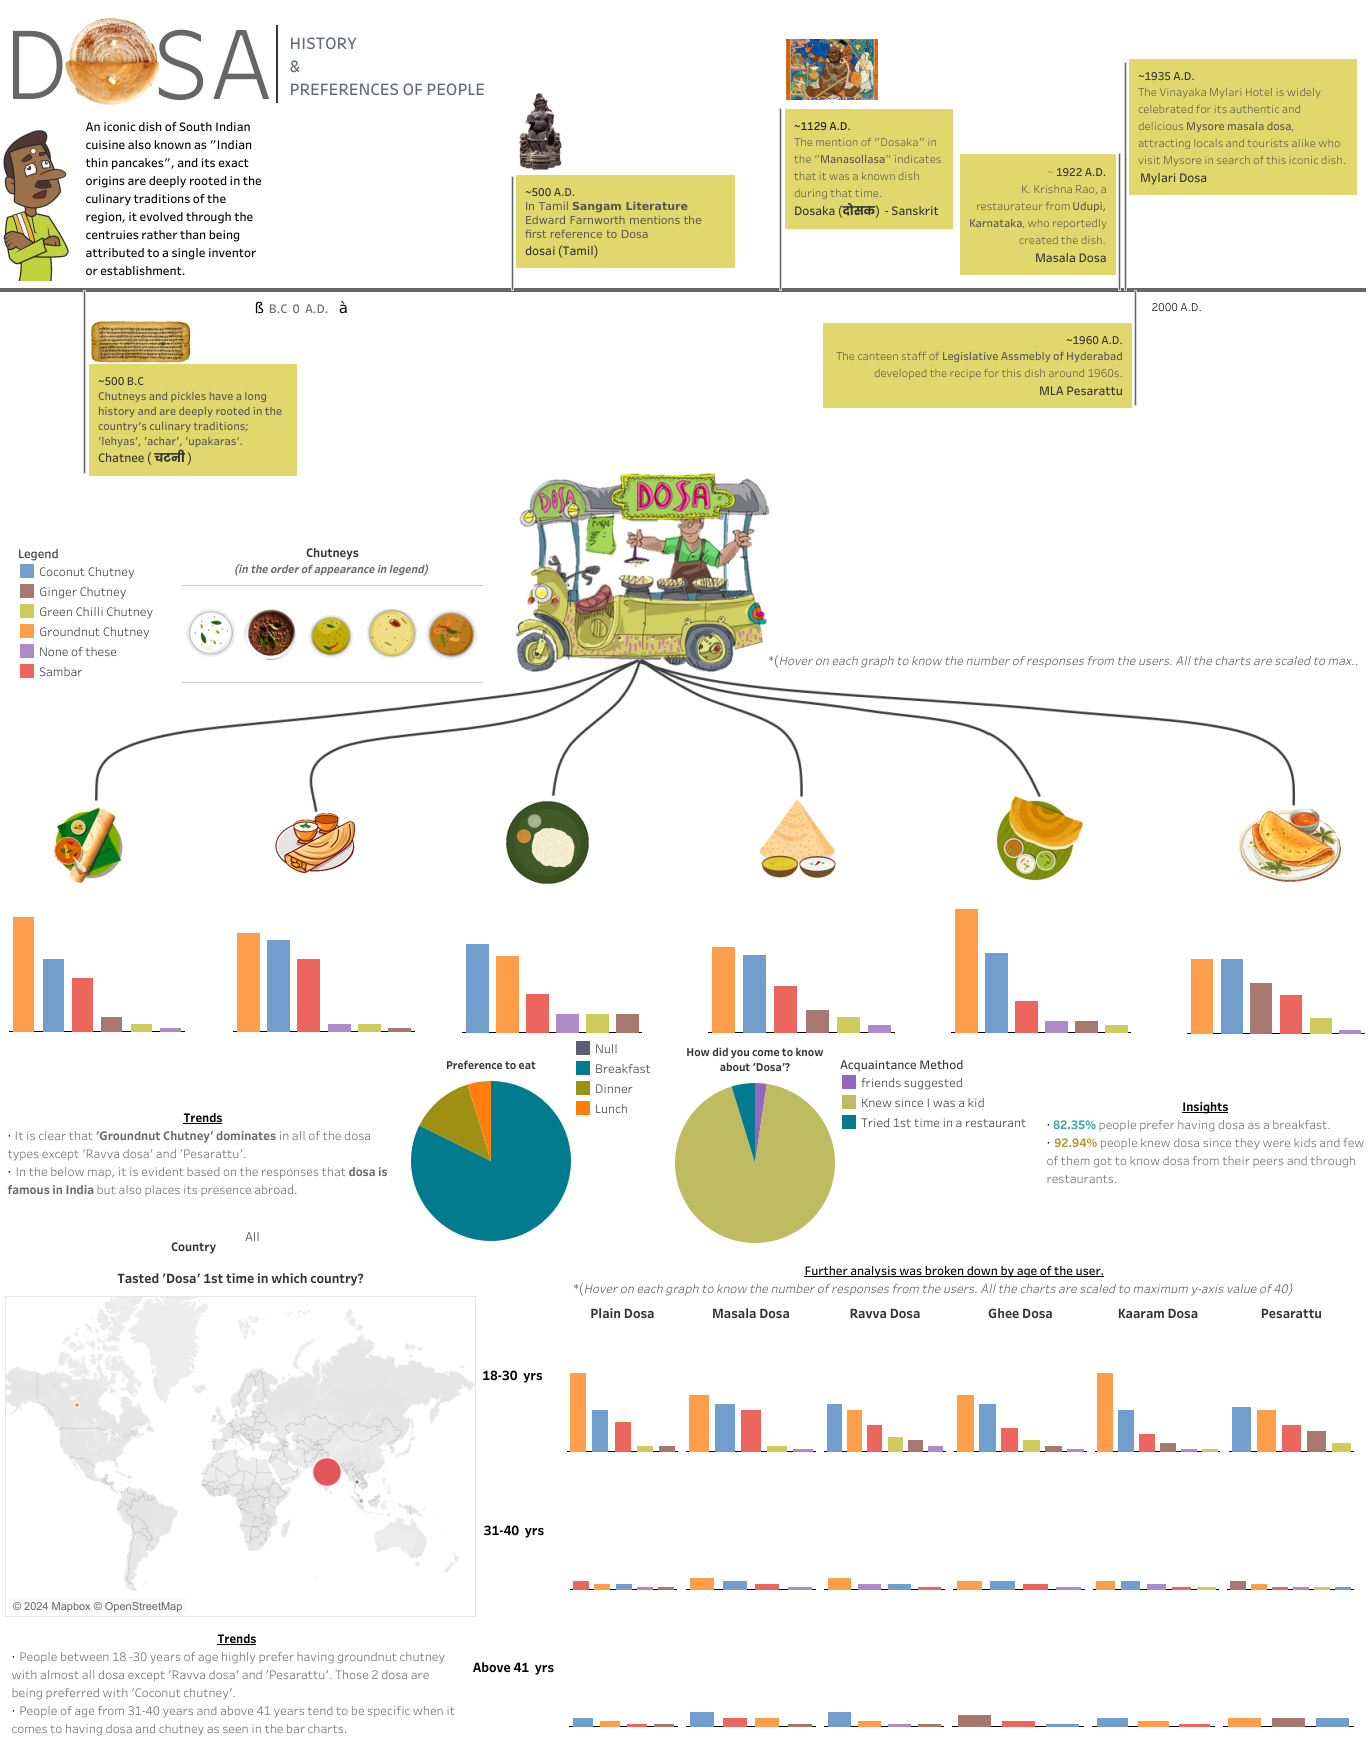 DOSA
HISTORY
&
PREFERENCES OF PEOPLE
An iconic dish of South Indian
cuisine also known as "Indian
thin pancakes", and its exact
origins are deeply rooted in the
culinary traditions of the
region, it evolved through the
centruies rather than being
attributed to a single inventor
or establishment.
~500 A.D.
In Tamil Sangam Literature
Edward Farnworth mentions the
first reference to Dosa
dosai (Tamil)
~1129 A.D.
The mention of "Dosaka" in
the "Manasollasa" indicates
that it was a known dish
during that time.
Dosaka (दोसक) - Sanskrit
~ 1922 A.D.
K. Krishna Rao, a
restaurateur from Udupi,
Karnataka, who reportedly
created the dish.
Masala Dosa
~1935 A.D.
The Vinayaka Mylari Hotel is widely
celebrated for its authentic and
delicious Mysore masala dosa,
attracting locals and tourists alike who
visit Mysore in search of this iconic dish.
Mylari Dosa
ß B.C 0 A.D. à
2000 A.D.
~500 B.C
Chutneys and pickles have a long
history and are deeply rooted in the
country's culinary traditions;
'lehyas', 'achar', 'upakaras'.
Chatnee ( चटनी )
~1960 A.D.
The canteen staff of Legislative Assmebly of Hyderabad
developed the recipe for this dish around 1960s.
MLA Pesarattu
DOSA
DOSA
Legend
Coconut Chutney
Ginger Chutney
Green Chilli Chutney
Groundnut Chutney
None of these
Sambar
Chutneys
(in the order of appearance in legend)
*(Hover on each graph to know the number of responses from the users. All the charts are scaled to max..
Preference to eat
Null
Breakfast
Dinner
Lunch
How did you come to know
about 'Dosa'?
Acquaintance Method
friends suggested
Knew since I was a kid
Tried 1st time in a restaurant
Trends
· It is clear that 'Groundnut Chutney' dominates in all of the dosa
types except 'Ravva dosa' and 'Pesarattu'.
· In the below map, it is evident based on the responses that dosa is
famous in India but also places its presence abroad.
Insights
· 82.35% people prefer having dosa as a breakfast.
· 92.94% people knew dosa since they were kids and few
of them got to know dosa from their peers and through
restaurants.
Country
All
Tasted 'Dosa' 1st time in which country?
© 2024 Mapbox © OpenStreetMap
Further analysis was broken down by age of the user.
*(Hover on each graph to know the number of responses from the users. All the charts are scaled to maximum y-axis value of 40)
Plain Dosa
Masala Dosa
Ravva Dosa
Ghee Dosa
Kaaram Dosa
Pesarattu
18-30 yrs
31-40 yrs
Above 41 yrs
Trends
· People between 18 -30 years of age highly prefer having groundnut chutney
with almost all dosa except 'Ravva dosa' and 'Pesarattu'. Those 2 dosa are
being preferred with 'Coconut chutney'.
· People of age from 31-40 years and above 41 years tend to be specific when it
comes to having dosa and chutney as seen in the bar charts.